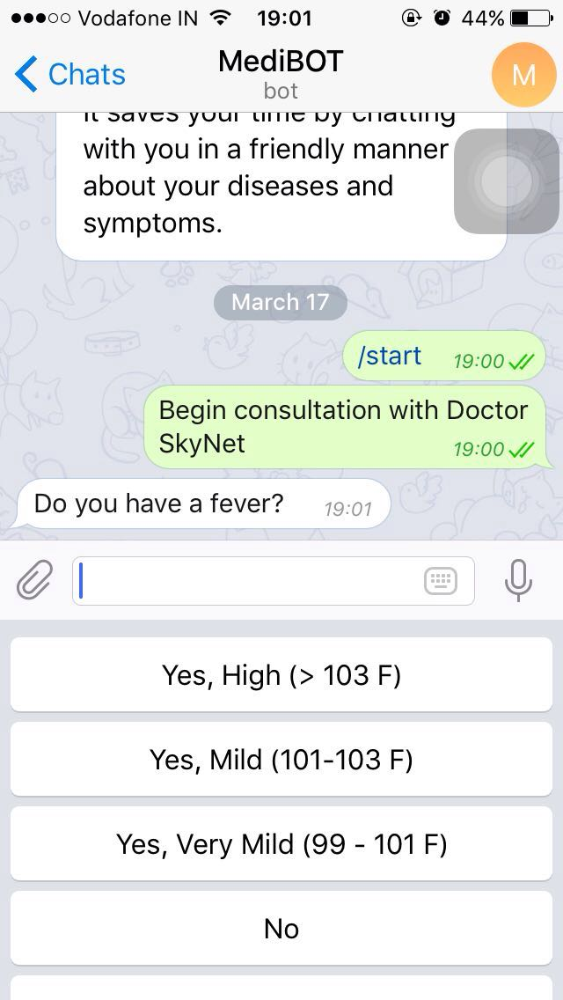 Vodafone IN 19:01 44%
Chats MediBOT M
bot
It saves your time by chatting
with you in a friendly manner
about your diseases and
symptoms.
March 17
/start 19:00
Begin consultation with Doctor
SkyNet 19:00
Do you have a fever? 19:01
Yes, High (> 103 F)
Yes, Mild (101-103 F)
Yes, Very Mild (99 - 101 F)
No